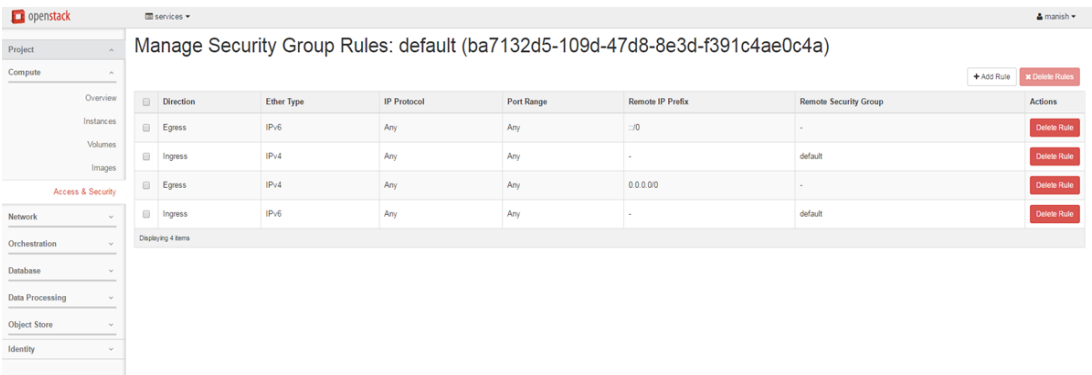 openstack
services
manish
Project
Compute
Overview
Instances
Volumes
Images
Access & Security
Network
Orchestration
Database
Data Processing
Object Store
Identity
Manage Security Group Rules: default (ba7132d5-109d-47d8-8e3d-f391c4ae0c4a)
+ Add Rule
✖ Delete Rules
Direction Ether Type IP Protocol Port Range Remote IP Prefix Remote Security Group Actions
Egress IPv6 Any Any ::/0 - Delete Rule
Ingress IPv4 Any Any - default Delete Rule
Egress IPv4 Any Any 0.0.0.0/0 - Delete Rule
Ingress IPv6 Any Any - default Delete Rule
Displaying 4 items